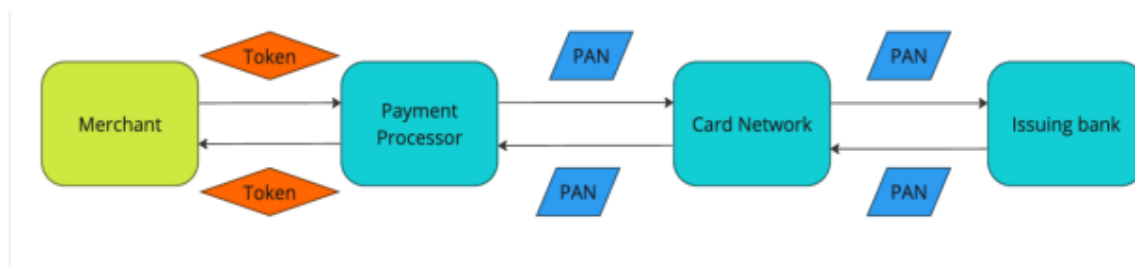 Token
PAN
PAN
Merchant
Payment
Processor
Card Network
Issuing bank
Token
PAN
PAN